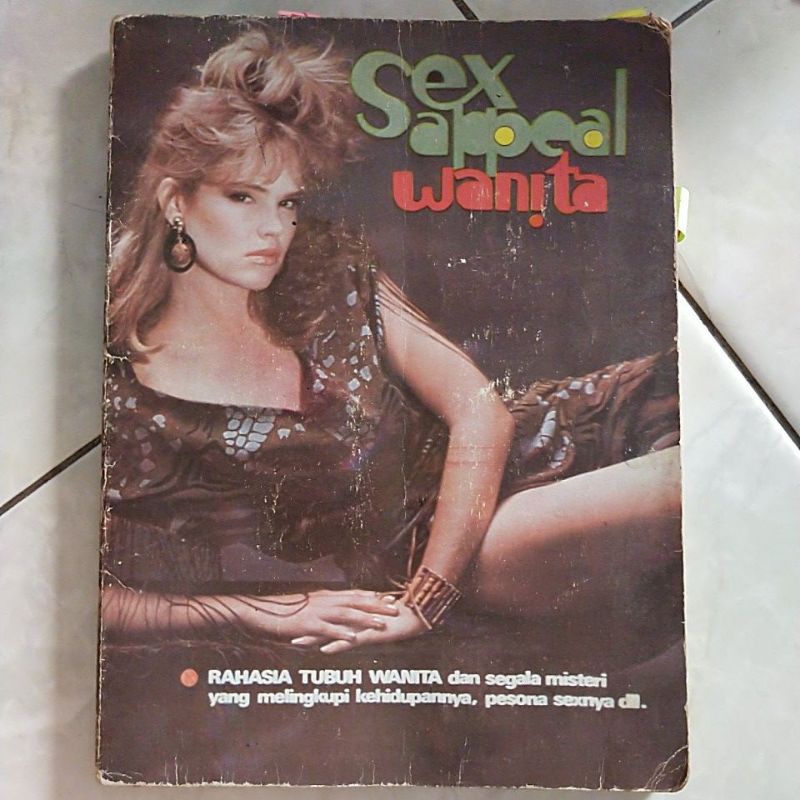 Sex
appeal
wanita
RAHASIA TUBUH WANITA dan segala misteri
yang melingkupi kehidupannya, pesona sexnya dll.